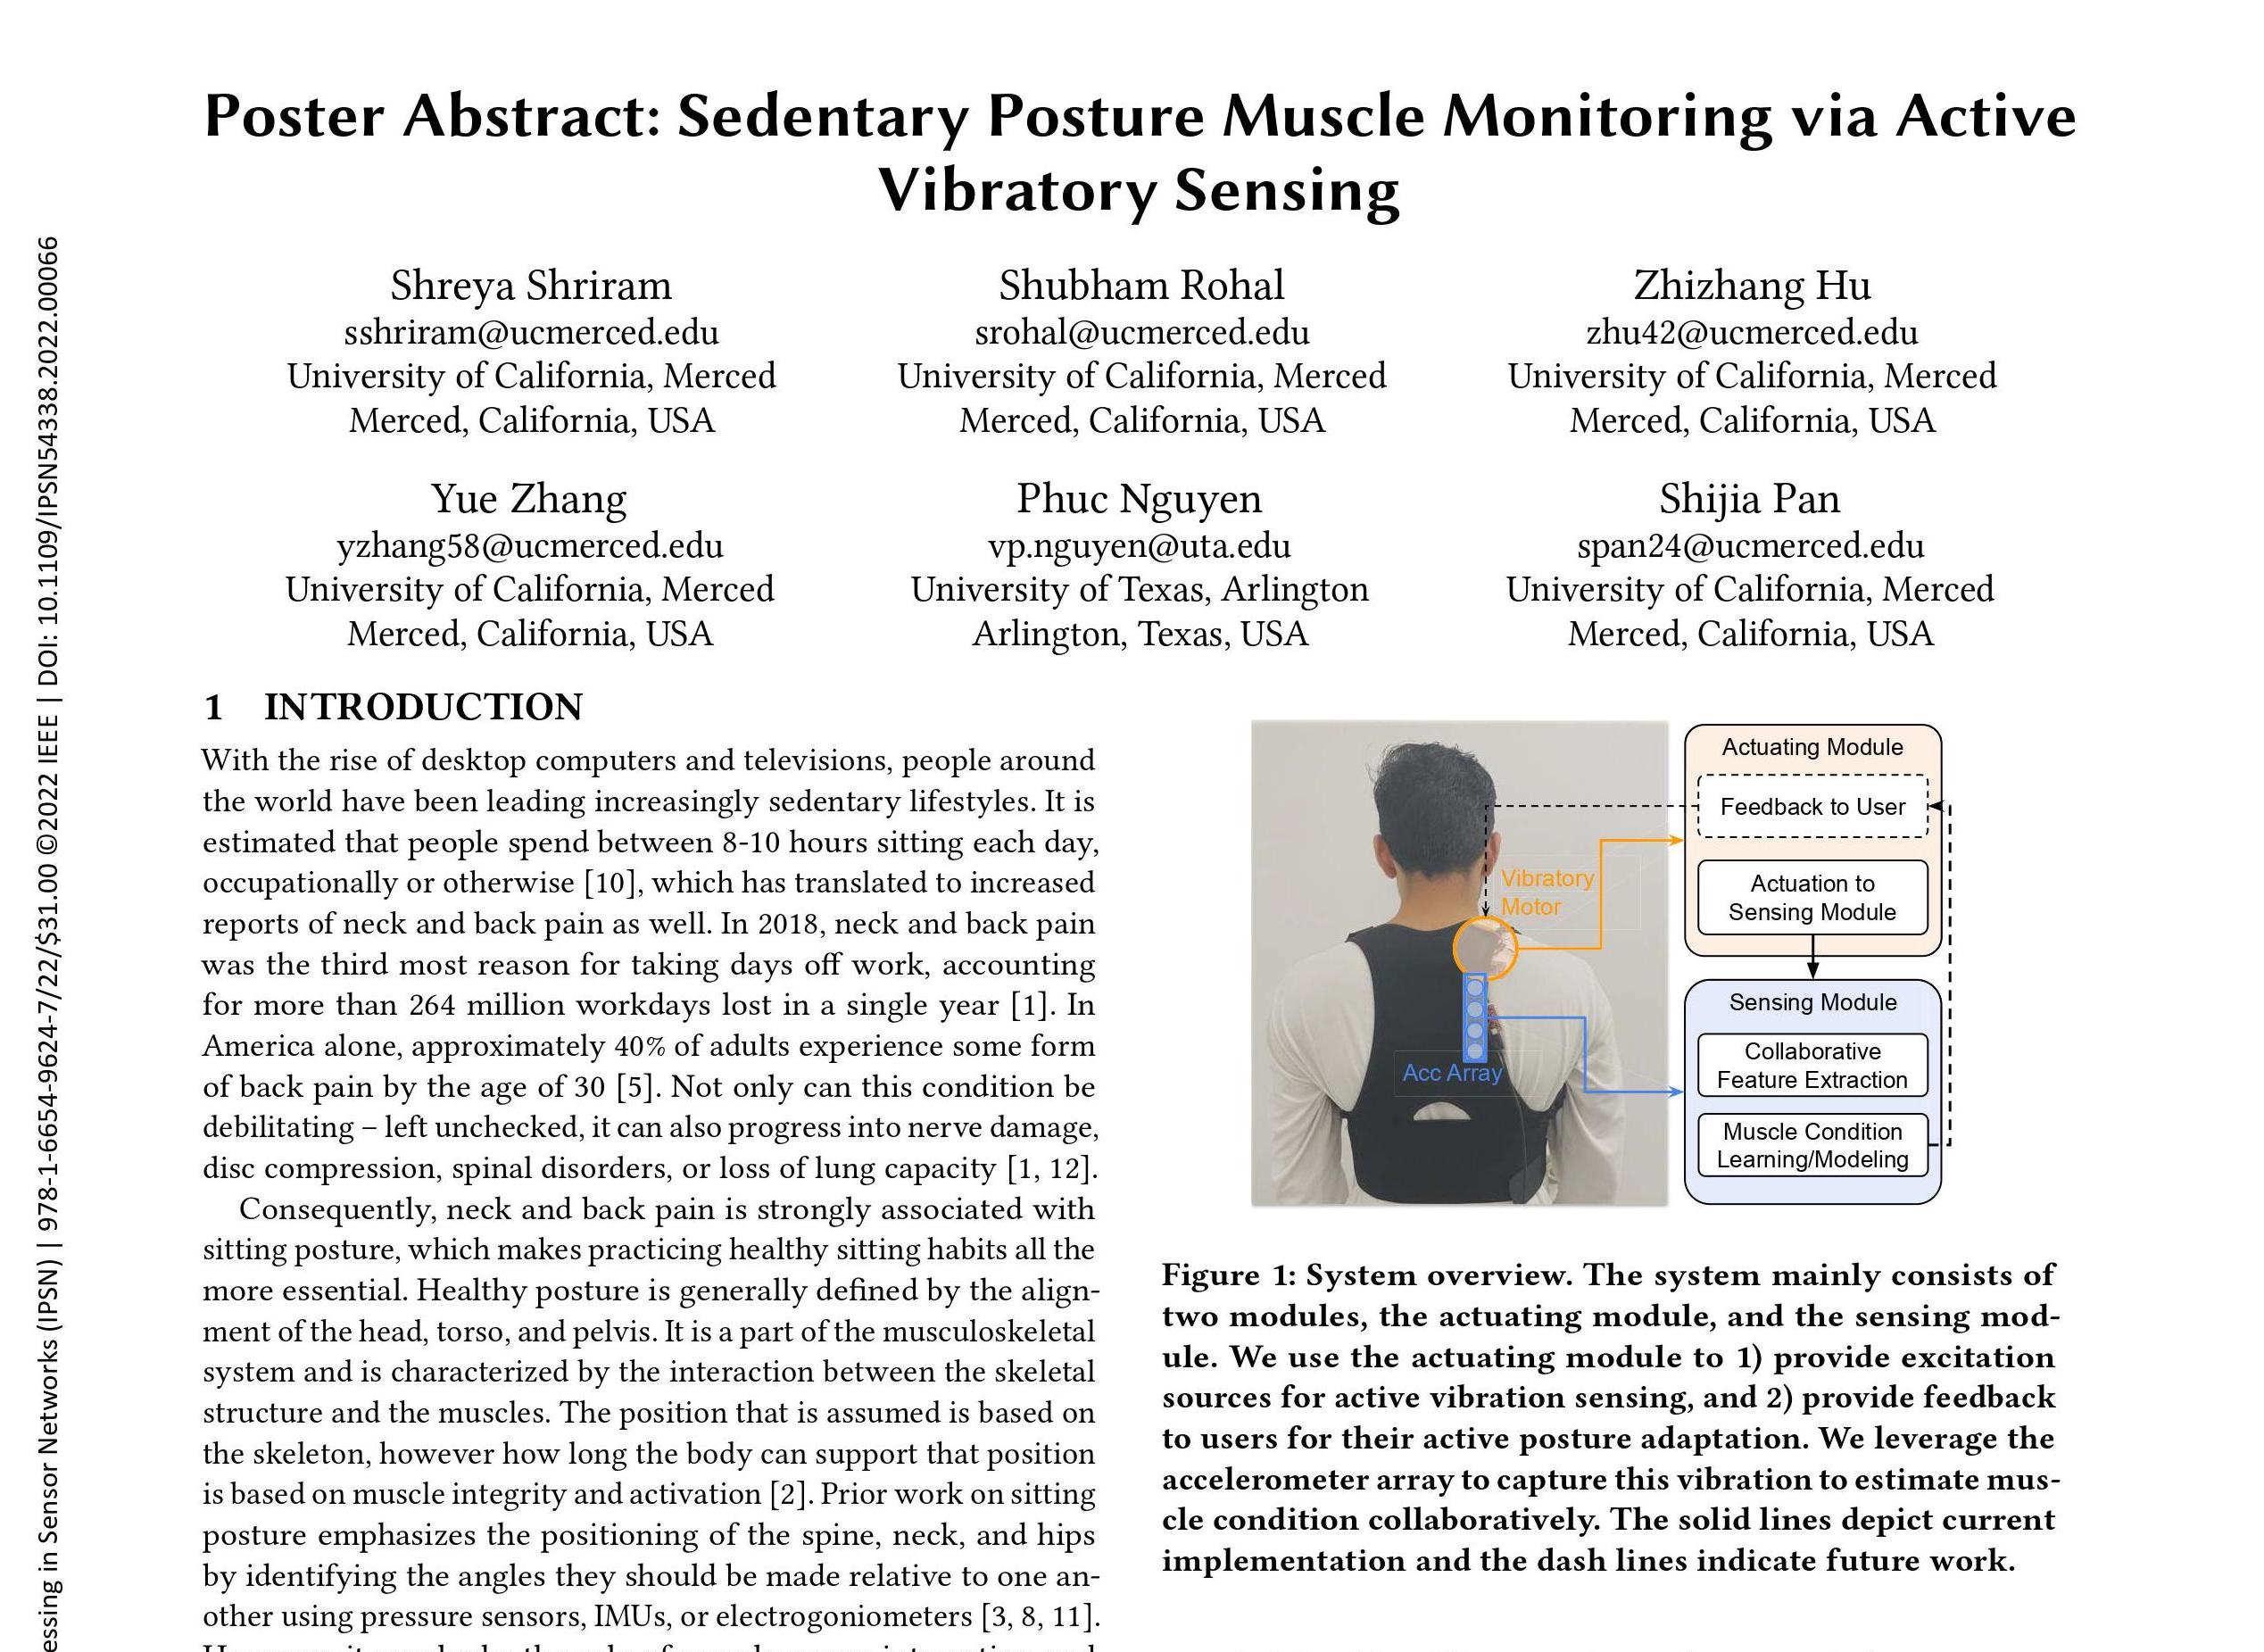 Poster Abstract: Sedentary Posture Muscle Monitoring via Active
Vibratory Sensing
Shreya Shriram
sshriram@ucmerced.edu
University of California, Merced
Merced, California, USA
Shubham Rohal
srohal@ucmerced.edu
University of California, Merced
Merced, California, USA
Zhizhang Hu
zhu42@ucmerced.edu
University of California, Merced
Merced, California, USA
Yue Zhang
yzhang58@ucmerced.edu
University of California, Merced
Merced, California, USA
Phuc Nguyen
vp.nguyen@uta.edu
University of Texas, Arlington
Arlington, Texas, USA
Shijia Pan
span24@ucmerced.edu
University of California, Merced
Merced, California, USA
1 INTRODUCTION
With the rise of desktop computers and televisions, people around
the world have been leading increasingly sedentary lifestyles. It is
estimated that people spend between 8-10 hours sitting each day,
occupationally or otherwise [10], which has translated to increased
reports of neck and back pain as well. In 2018, neck and back pain
was the third most reason for taking days off work, accounting
for more than 264 million workdays lost in a single year [1]. In
America alone, approximately 40% of adults experience some form
of back pain by the age of 30 [5]. Not only can this condition be
debilitating – left unchecked, it can also progress into nerve damage,
disc compression, spinal disorders, or loss of lung capacity [1, 12].
Consequently, neck and back pain is strongly associated with
sitting posture, which makes practicing healthy sitting habits all the
more essential. Healthy posture is generally defined by the align-
ment of the head, torso, and pelvis. It is a part of the musculoskeletal
system and is characterized by the interaction between the skeletal
structure and the muscles. The position that is assumed is based on
the skeleton, however how long the body can support that position
is based on muscle integrity and activation [2]. Prior work on sitting
posture emphasizes the positioning of the spine, neck, and hips
by identifying the angles they should be made relative to one an-
other using pressure sensors, IMUs, or electrogoniometers [3, 8, 11].
Vibratory
Motor
Acc Array
Actuating Module
Feedback to User
Actuation to
Sensing Module
Sensing Module
Collaborative
Feature Extraction
Muscle Condition
Learning/Modeling
Figure 1: System overview. The system mainly consists of
two modules, the actuating module, and the sensing mod-
ule. We use the actuating module to 1) provide excitation
sources for active vibration sensing, and 2) provide feedback
to users for their active posture adaptation. We leverage the
accelerometer array to capture this vibration to estimate mus-
cle condition collaboratively. The solid lines depict current
implementation and the dash lines indicate future work.
essing in Sensor Networks (IPSN) | 978-1-6654-9624-7/22/$31.00 ©2022 IEEE | DOI: 10.1109/IPSN54338.2022.00066